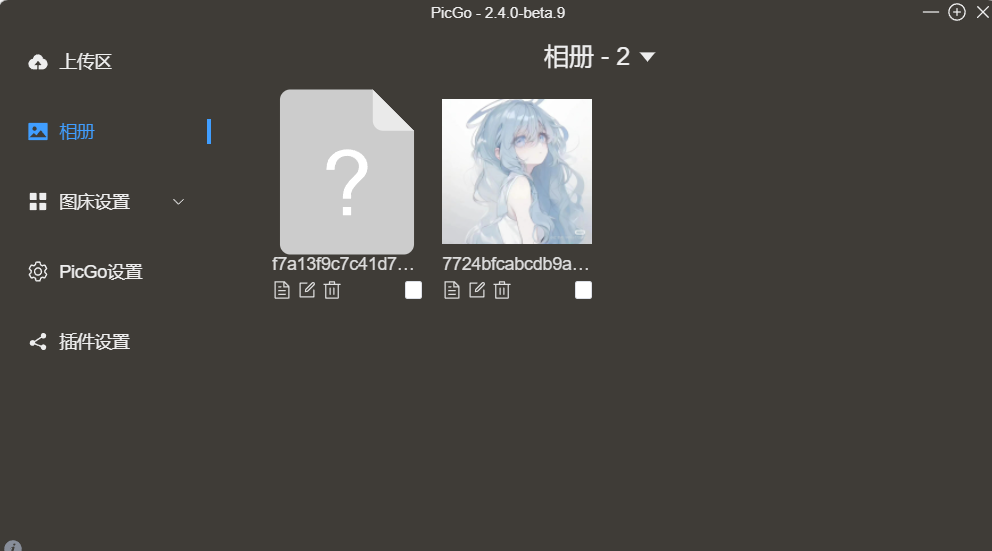 PicGo - 2.4.0-beta.9
上传区
相册
图床设置
PicGo设置
插件设置
相册 - 2
?
f7a13f9c7c41d7...
7724bfcabcdb9a...